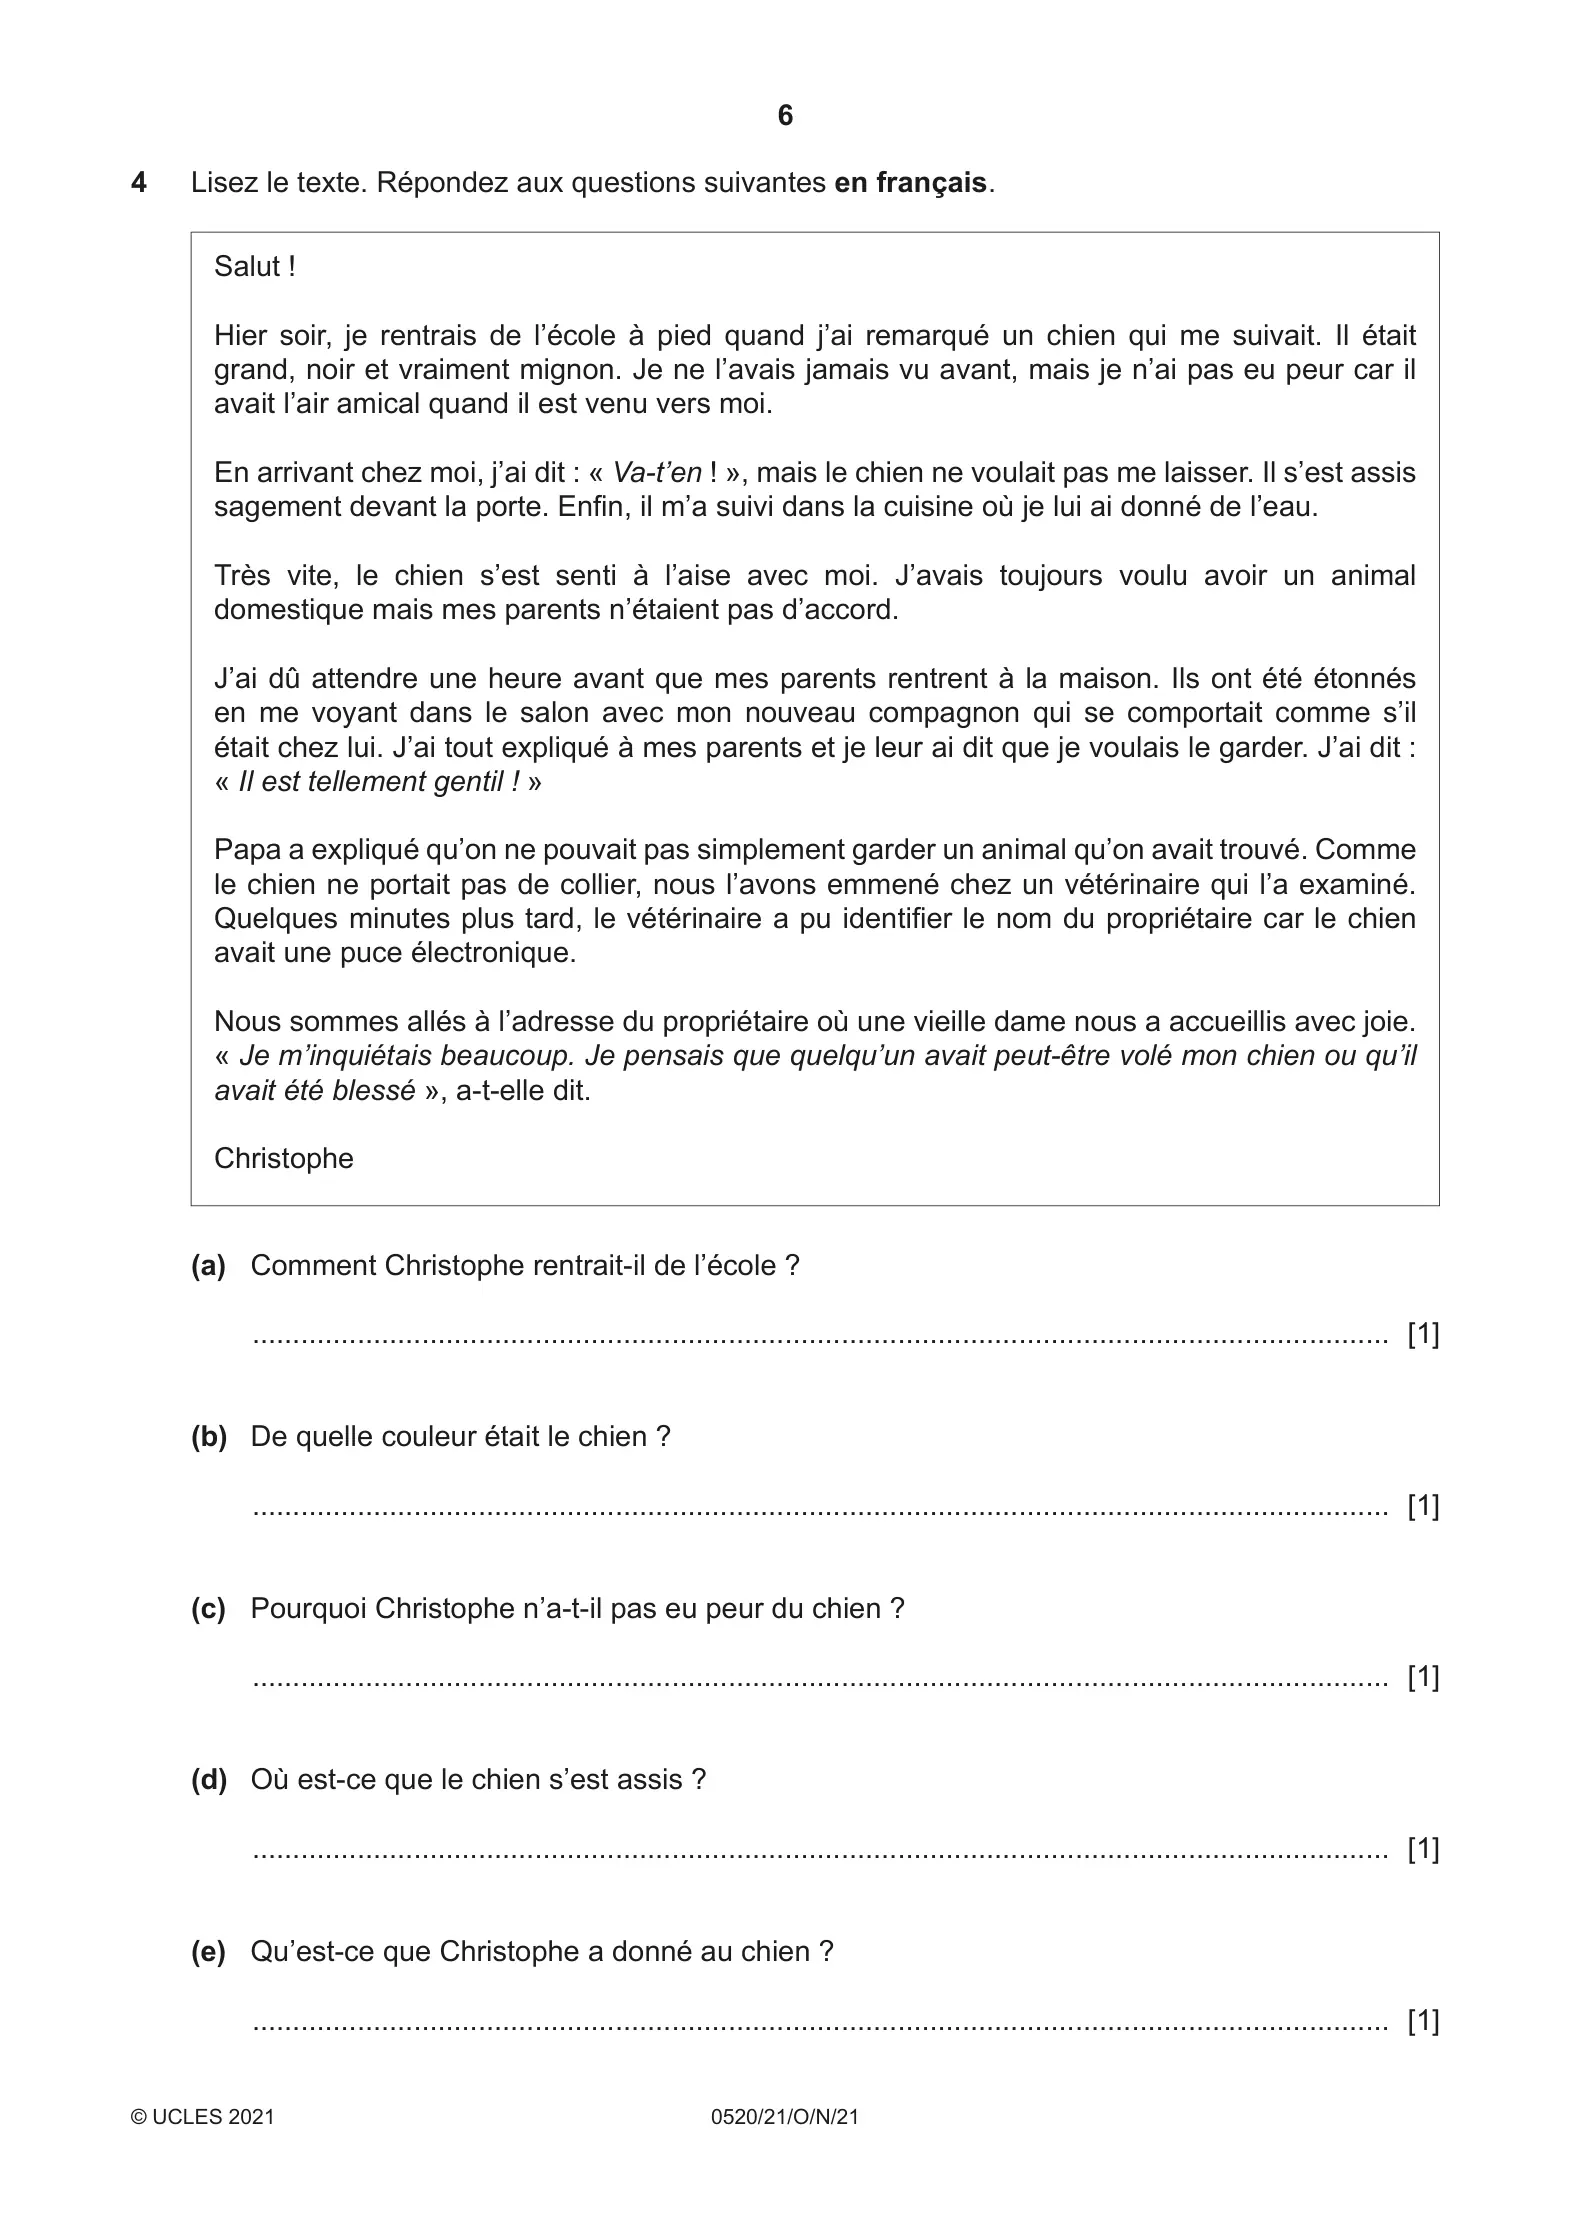 6
4 Lisez le texte. Répondez aux questions suivantes en français.
Salut !
Hier soir, je rentrais de l’école à pied quand j’ai remarqué un chien qui me suivait. Il était
grand, noir et vraiment mignon. Je ne l’avais jamais vu avant, mais je n’ai pas eu peur car il
avait l’air amical quand il est venu vers moi.
En arrivant chez moi, j’ai dit : « Va-t’en ! », mais le chien ne voulait pas me laisser. Il s’est assis
sagement devant la porte. Enfin, il m’a suivi dans la cuisine où je lui ai donné de l’eau.
Très vite, le chien s’est senti à l’aise avec moi. J’avais toujours voulu avoir un animal
domestique mais mes parents n’étaient pas d’accord.
J’ai dû attendre une heure avant que mes parents rentrent à la maison. Ils ont été étonnés
en me voyant dans le salon avec mon nouveau compagnon qui se comportait comme s’il
était chez lui. J’ai tout expliqué à mes parents et je leur ai dit que je voulais le garder. J’ai dit :
« Il est tellement gentil ! »
Papa a expliqué qu’on ne pouvait pas simplement garder un animal qu’on avait trouvé. Comme
le chien ne portait pas de collier, nous l’avons emmené chez un vétérinaire qui l’a examiné.
Quelques minutes plus tard, le vétérinaire a pu identifier le nom du propriétaire car le chien
avait une puce électronique.
Nous sommes allés à l’adresse du propriétaire où une vieille dame nous a accueillis avec joie.
« Je m’inquiétais beaucoup. Je pensais que quelqu’un avait peut-être volé mon chien ou qu’il
avait été blessé », a-t-elle dit.
Christophe
(a) Comment Christophe rentrait-il de l’école ?
[1]
(b) De quelle couleur était le chien ?
[1]
(c) Pourquoi Christophe n’a-t-il pas eu peur du chien ?
[1]
(d) Où est-ce que le chien s’est assis ?
[1]
(e) Qu’est-ce que Christophe a donné au chien ?
[1]
© UCLES 2021 0520/21/O/N/21